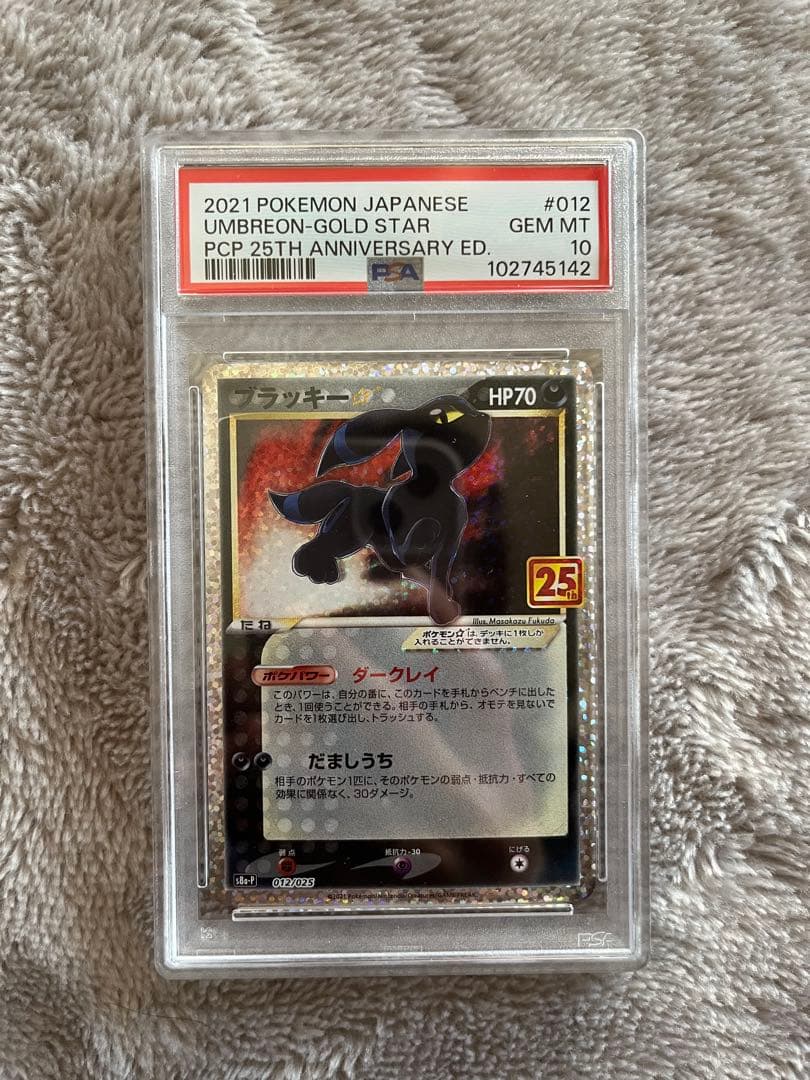 2021 POKEMON JAPANESE #012
UMBREON-GOLD STAR GEM MT
PCP 25TH ANNIVERSARY ED. 10
PSA 102745142
ブラッキー☆ HP70
25th
たね
Illus. Masakazu Fukuda
ポケモン☆は、デッキに1枚しか
入れることができません。
ポケパワー ダークレイ
このパワーは、自分の番に、このカードを手札からベンチに出した
とき、1回使うことができる。相手の手札から、オモテを見ないで
カードを1枚選び出し、トラッシュする。
だましうち
相手のポケモン1匹に、そのポケモンの弱点・抵抗力・すべての
効果に関係なく、30ダメージ。
弱点 抵抗力-30 にげる
s8a-P 012/025
©2021 Pokémon/Nintendo/Creatures/GAME FREAK